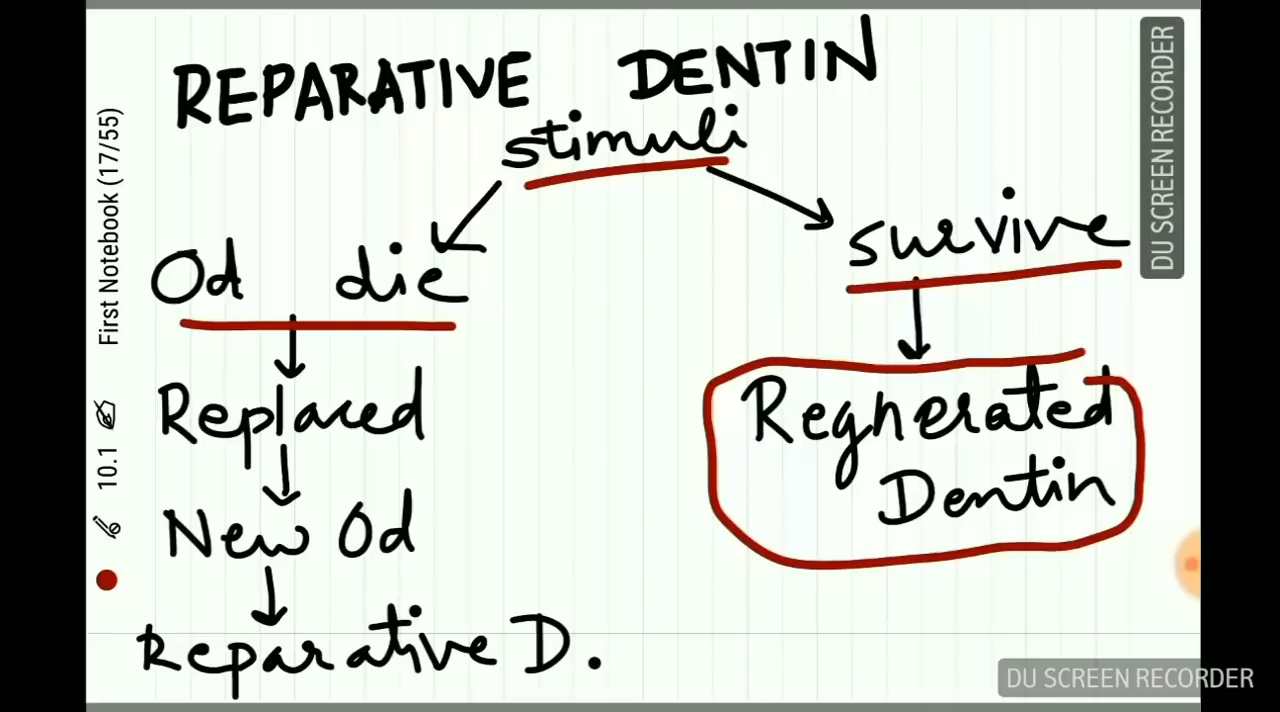 REPARATIVE DENTIN
stimuli
Od die
survive
Replaced
Regnerated
Dentin
New Od
Reparative D.
First Notebook (17/55)
10.1
DU SCREEN RECORDER
DU SCREEN RECORDER